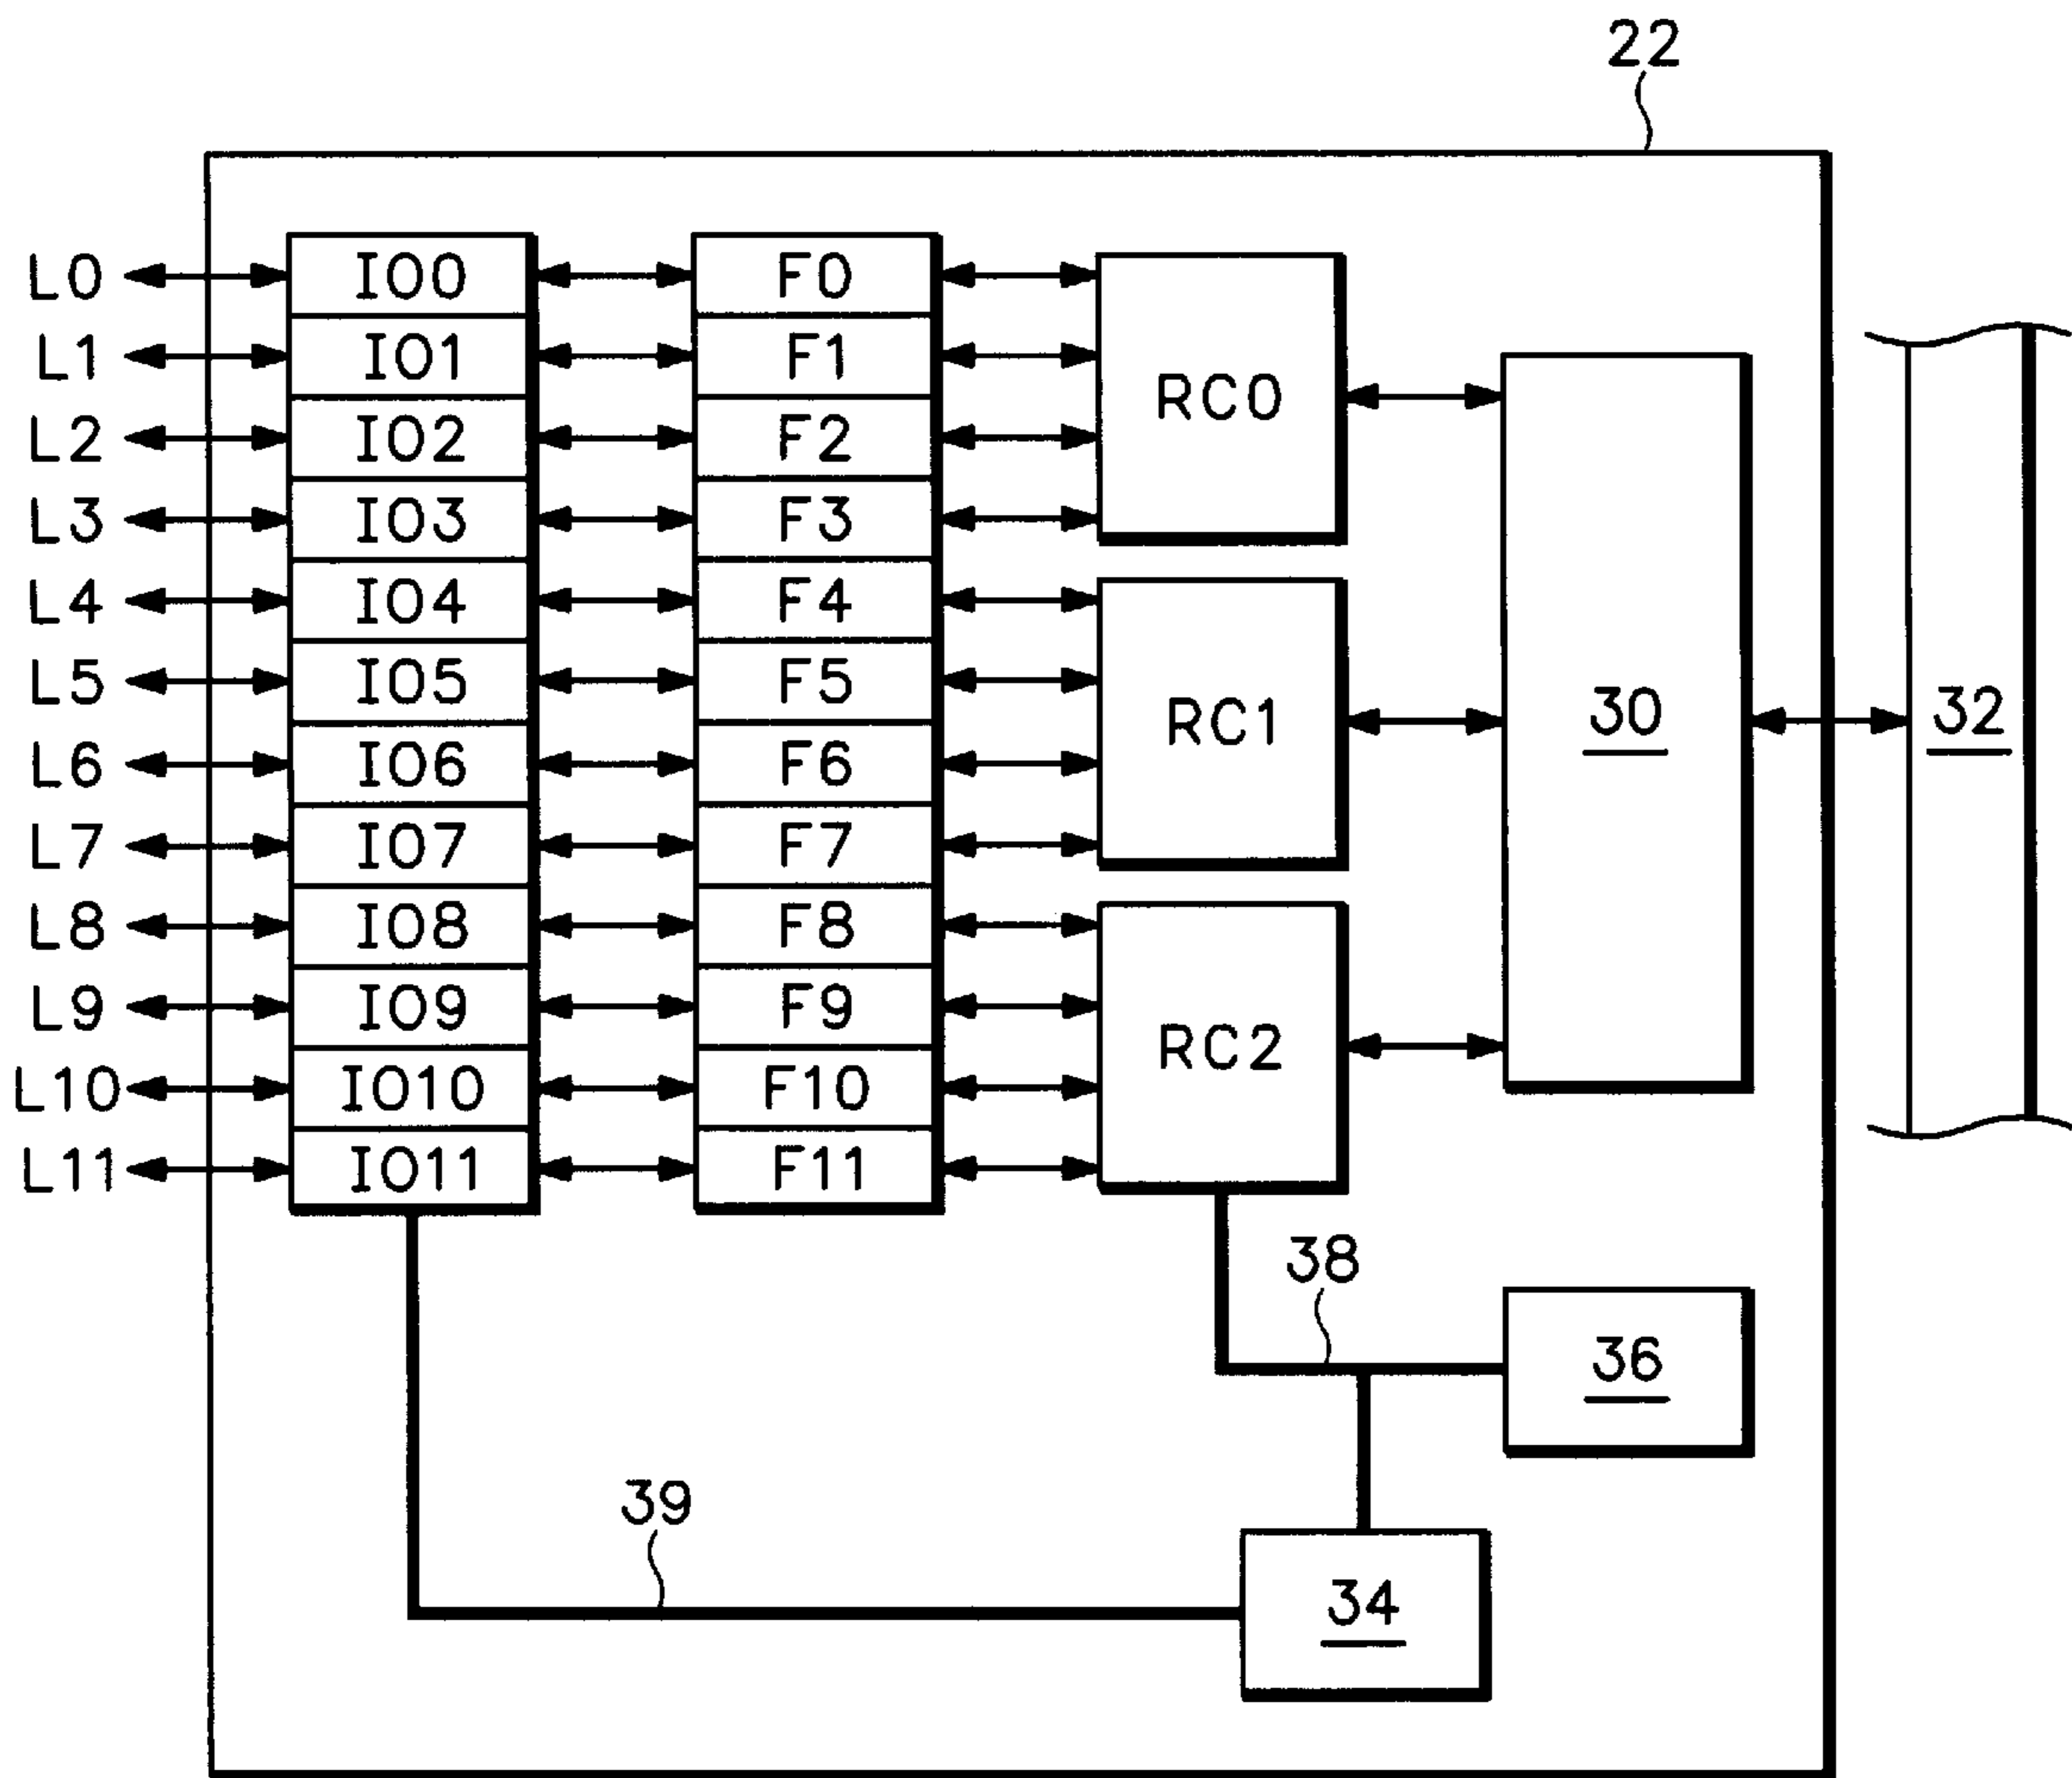 22
L0 IO0 F0
L1 IO1 F1
RC0
L2 IO2 F2
L3 IO3 F3
L4 IO4 F4
L5 IO5 F5
RC1 30 32
L6 IO6 F6
L7 IO7 F7
L8 IO8 F8
L9 IO9 F9
RC2
L10 IO10 F10
L11 IO11 F11
38
36
39
34